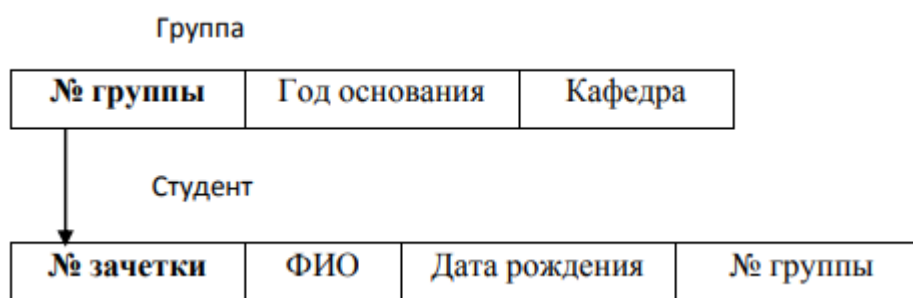 Группа
№ группы Год основания Кафедра
Студент
№ зачетки ФИО Дата рождения № группы